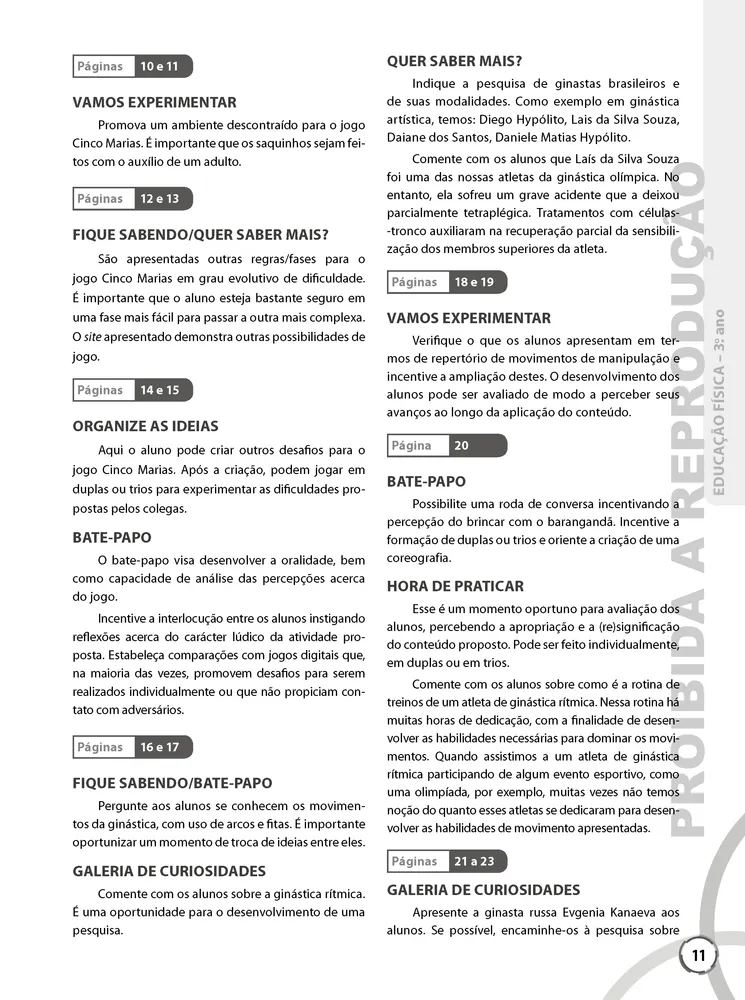 Páginas 10 e 11
VAMOS EXPERIMENTAR
Promova um ambiente descontraído para o jogo
Cinco Marias. É importante que os saquinhos sejam fei-
tos com o auxílio de um adulto.
Páginas 12 e 13
FIQUE SABENDO/QUER SABER MAIS?
São apresentadas outras regras/fases para o
jogo Cinco Marias em grau evolutivo de dificuldade.
É importante que o aluno esteja bastante seguro em
uma fase mais fácil para passar a outra mais complexa.
O site apresentado demonstra outras possibilidades de
jogo.
Páginas 14 e 15
ORGANIZE AS IDEIAS
Aqui o aluno pode criar outros desafios para o
jogo Cinco Marias. Após a criação, podem jogar em
duplas ou trios para experimentar as dificuldades pro-
postas pelos colegas.
BATE-PAPO
O bate-papo visa desenvolver a oralidade, bem
como capacidade de análise das percepções acerca
do jogo.
Incentive a interlocução entre os alunos instigando
reflexões acerca do carácter lúdico da atividade pro-
posta. Estabeleça comparações com jogos digitais que,
na maioria das vezes, promovem desafios para serem
realizados individualmente ou que não propiciam con-
tato com adversários.
Páginas 16 e 17
FIQUE SABENDO/BATE-PAPO
Pergunte aos alunos se conhecem os movimen-
tos da ginástica, com uso de arcos e fitas. É importante
oportunizar um momento de troca de ideias entre eles.
GALERIA DE CURIOSIDADES
Comente com os alunos sobre a ginástica rítmica.
É uma oportunidade para o desenvolvimento de uma
pesquisa.
QUER SABER MAIS?
Indique a pesquisa de ginastas brasileiros e
de suas modalidades. Como exemplo em ginástica
artística, temos: Diego Hypólito, Lais da Silva Souza,
Daiane dos Santos, Daniele Matias Hypólito.
Comente com os alunos que Laís da Silva Souza
foi uma das nossas atletas da ginástica olímpica. No
entanto, ela sofreu um grave acidente que a deixou
parcialmente tetraplégica. Tratamentos com células-
-tronco auxiliaram na recuperação parcial da sensibili-
zação dos membros superiores da atleta.
Páginas 18 e 19
VAMOS EXPERIMENTAR
Verifique o que os alunos apresentam em ter-
mos de repertório de movimentos de manipulação e
incentive a ampliação destes. O desenvolvimento dos
alunos pode ser avaliado de modo a perceber seus
avanços ao longo da aplicação do conteúdo.
Página 20
BATE-PAPO
Possibilite uma roda de conversa incentivando a
percepção do brincar com o barangandã. Incentive a
formação de duplas ou trios e oriente a criação de uma
coreografia.
HORA DE PRATICAR
Esse é um momento oportuno para avaliação dos
alunos, percebendo a apropriação e a (re)significação
do conteúdo proposto. Pode ser feito individualmente,
em duplas ou em trios.
Comente com os alunos sobre como é a rotina de
treinos de um atleta de ginástica rítmica. Nessa rotina há
muitas horas de dedicação, com a finalidade de desen-
volver as habilidades necessárias para dominar os movi-
mentos. Quando assistimos a um atleta de ginástica
rítmica participando de algum evento esportivo, como
uma olimpíada, por exemplo, muitas vezes não temos
noção do quanto esses atletas se dedicaram para desen-
volver as habilidades de movimento apresentadas.
Páginas 21 a 23
GALERIA DE CURIOSIDADES
Apresente a ginasta russa Evgenia Kanaeva aos
alunos. Se possível, encaminhe-os à pesquisa sobre
PROIBIDA A REPRODUÇÃO
EDUCAÇÃO FÍSICA – 3.º ano
11